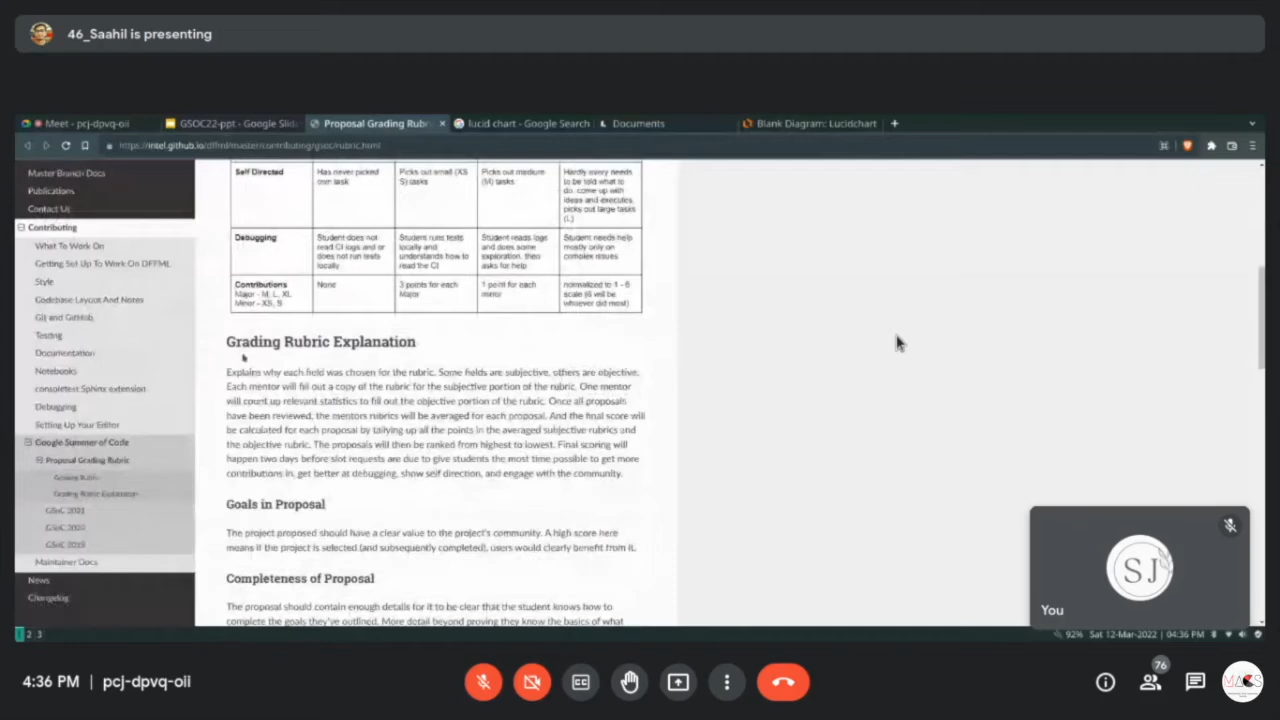 46_Saahil is presenting
Meet - pcj-dpvq-oii
GSOC22-ppt - Google Slid
Proposal Grading Rubri
lucid chart - Google Search
Documents
Blank Diagram: Lucidchart
https://intel.github.io/dffml/master/contributing/gsoc/rubric.html
Master Branch Docs
Publications
Contact Us
Contributing
What To Work On
Getting Set Up To Work On DFFML
Style
Codebase Layout And Notes
Git and GitHub
Testing
Documentation
Notebooks
consoletest Sphinx extension
Debugging
Setting Up Your Editor
Google Summer of Code
Proposal Grading Rubric
Grading Rubric
Grading Rubric Explanation
GSoC 2021
GSoC 2020
GSoC 2019
Maintainer Docs
News
Changelog
Self Directed
Has never picked
own task
Picks out small (XS
S) tasks
Picks out medium
(M) tasks
Hardly every needs
to be told what to
do, come up with
ideas and executes,
picks out large tasks
(L)
Debugging
Student does not
read CI logs and or
does not run tests
locally
Student runs tests
locally and
understands how to
read the CI
Student reads logs
and does some
exploration, then
asks for help
Student needs help
mostly only on
complex issues
Contributions
Major - M, L, XL
Minor - XS, S
None
3 points for each
Major
1 point for each
minor
normalized to 1 - 6
scale (6 will be
whoever did most)
Grading Rubric Explanation
Explains why each field was chosen for the rubric. Some fields are subjective, others are objective.
Each mentor will fill out a copy of the rubric for the subjective portion of the rubric. One mentor
will count up relevant statistics to fill out the objective portion of the rubric. Once all proposals
have been reviewed, the mentors rubrics will be averaged for each proposal. And the final score will
be calculated for each proposal by tallying up all the points in the averaged subjective rubrics and
the objective rubric. The proposals will then be ranked from highest to lowest. Final scoring will
happen two days before slot requests are due to give students the most time possible to get more
contributions in, get better at debugging, show self direction, and engage with the community.
Goals in Proposal
The project proposed should have a clear value to the project's community. A high score here
means if the project is selected (and subsequently completed), users would clearly benefit from it.
Completeness of Proposal
The proposal should contain enough details for it to be clear that the student knows how to
complete the goals they've outlined. More detail beyond proving they know the basics of what
SJ
You
1 2 3
92% Sat 12-Mar-2022 | 04:36 PM
4:36 PM | pcj-dpvq-oii
CC
76
MACS